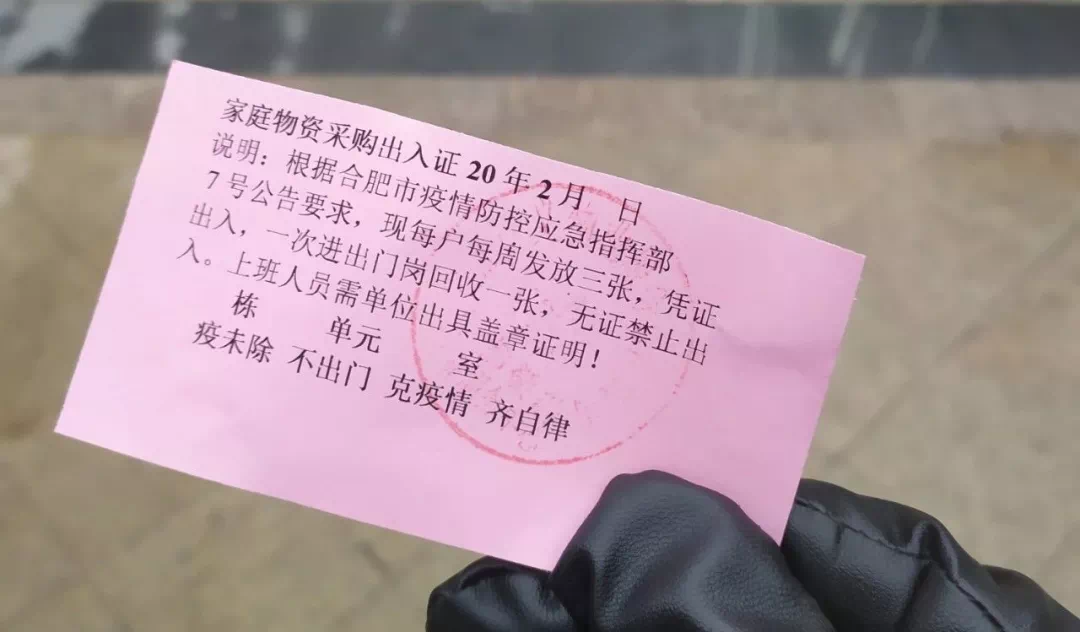 家庭物资采购出入证 20 年 2 月 日
说明：根据合肥市疫情防控应急指挥部
7 号公告要求，现每户每周发放三张，凭证
出入，一次进出门岗回收一张，无证禁止出
入。上班人员需单位出具盖章证明！
栋 单元 室
疫未除 不出门 克疫情 齐自律